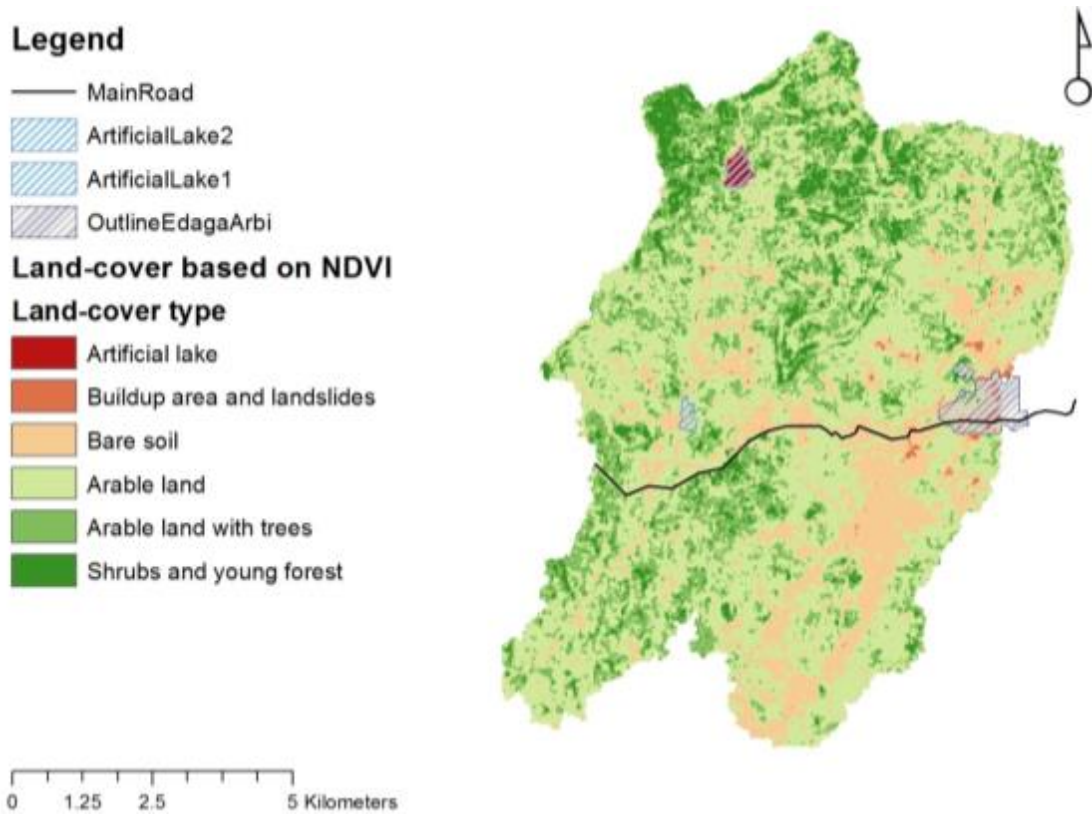 Legend
MainRoad
ArtificialLake2
ArtificialLake1
OutlineEdagaArbi
Land-cover based on NDVI
Land-cover type
Artificial lake
Buildup area and landslides
Bare soil
Arable land
Arable land with trees
Shrubs and young forest
0 1.25 2.5 5 Kilometers